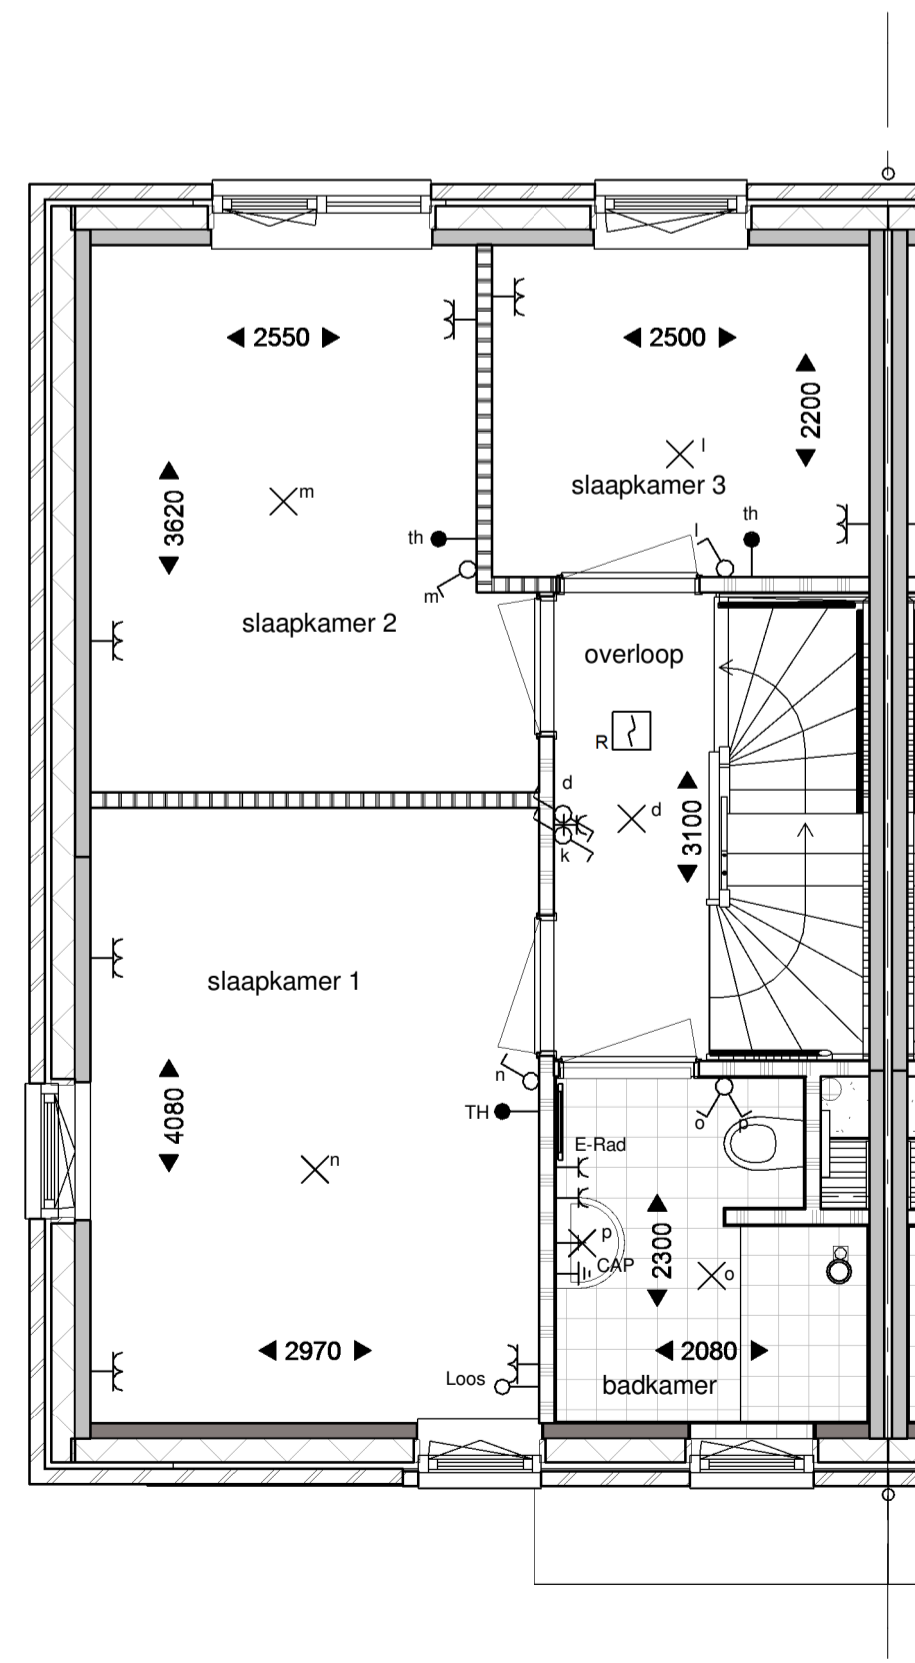 2550
2500
2200
m
l
3620
slaapkamer 3
th
l
th
m
slaapkamer 2
overloop
R
d
d
3100
k
slaapkamer 1
n
TH
4080
n
o
p
E-Rad
p
2300
CAP
o
2970
2080
Loos
badkamer